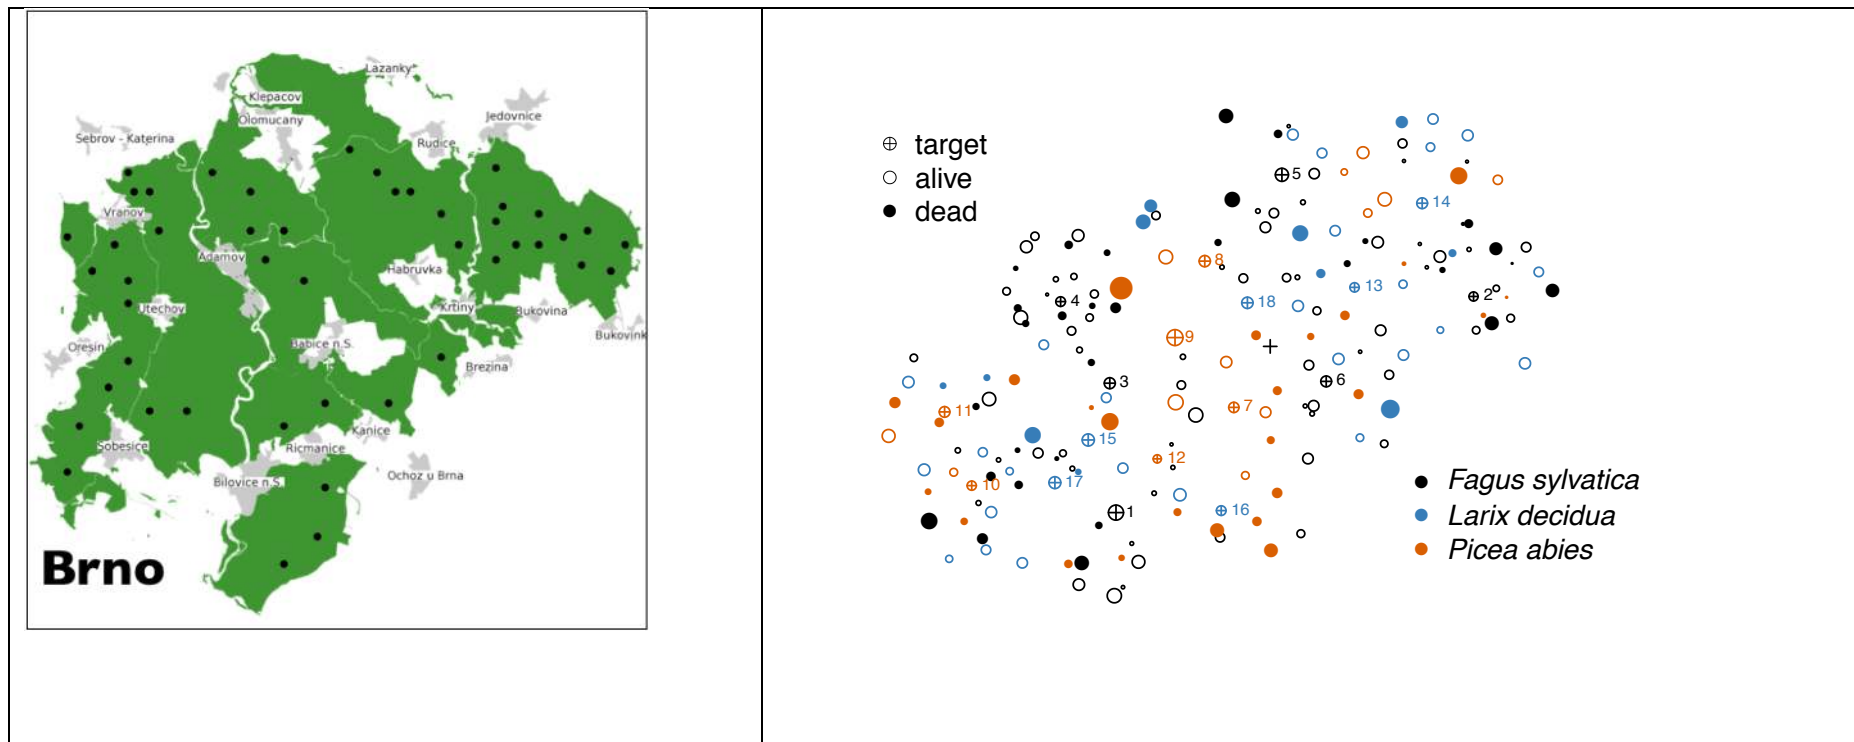 Lazanky
Klepacov
Olomucany
Jedovnice
Sebrov - Katerina
Rudice
Vranov
Adamov
Habruvka
Utechov
Krtiny
Bukovina
Bukovink
Oresin
Babice n.S.
Brezina
Sobesice
Ricmanice
Kanice
Bilovice n.S.
Ochoz u Brna
Brno
target
alive
dead
5
14
8
13
2
4
18
9
3
6
11
7
15
12
10
17
1
16
Fagus sylvatica
Larix decidua
Picea abies